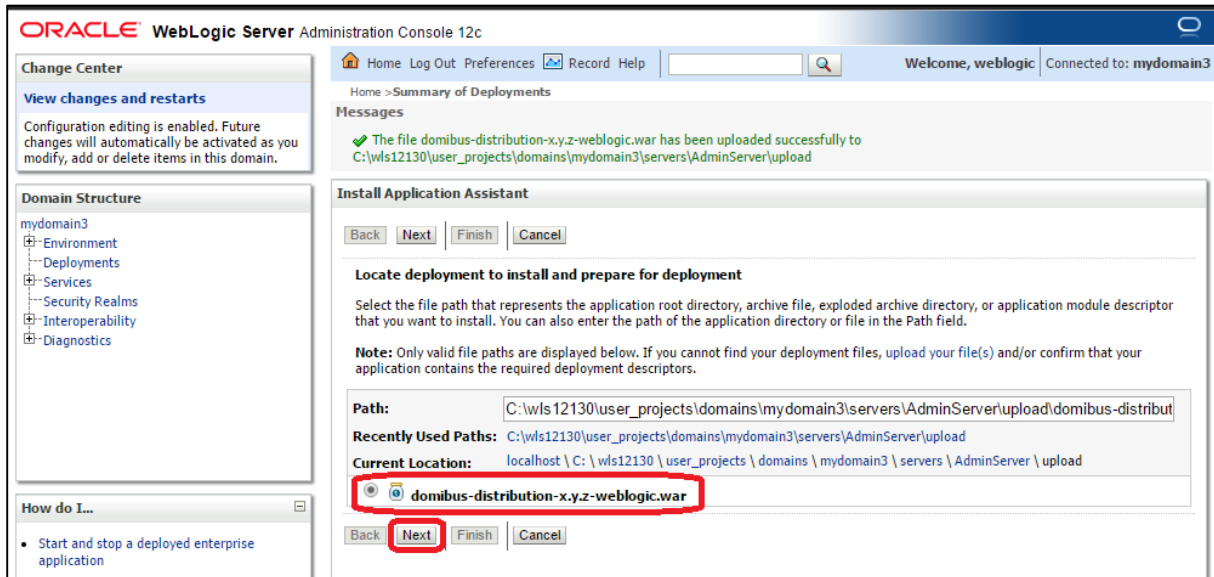 ORACLE WebLogic Server Administration Console 12c
Change Center
View changes and restarts
Configuration editing is enabled. Future
changes will automatically be activated as you
modify, add or delete items in this domain.
Domain Structure
mydomain3
Environment
Deployments
Services
Security Realms
Interoperability
Diagnostics
How do I...
Start and stop a deployed enterprise
application
Home Log Out Preferences Record Help
Welcome, weblogic Connected to: mydomain3
Home >Summary of Deployments
Messages
The file domibus-distribution-x.y.z-weblogic.war has been uploaded successfully to
C:\wls12130\user_projects\domains\mydomain3\servers\AdminServer\upload
Install Application Assistant
Back Next Finish Cancel
Locate deployment to install and prepare for deployment
Select the file path that represents the application root directory, archive file, exploded archive directory, or application module descriptor
that you want to install. You can also enter the path of the application directory or file in the Path field.
Note: Only valid file paths are displayed below. If you cannot find your deployment files, upload your file(s) and/or confirm that your
application contains the required deployment descriptors.
Path: C:\wls12130\user_projects\domains\mydomain3\servers\AdminServer\upload\domibus-distribut
Recently Used Paths: C:\wls12130\user_projects\domains\mydomain3\servers\AdminServer\upload
Current Location: localhost \ C: \ wls12130 \ user_projects \ domains \ mydomain3 \ servers \ AdminServer \ upload
domibus-distribution-x.y.z-weblogic.war
Back Next Finish Cancel